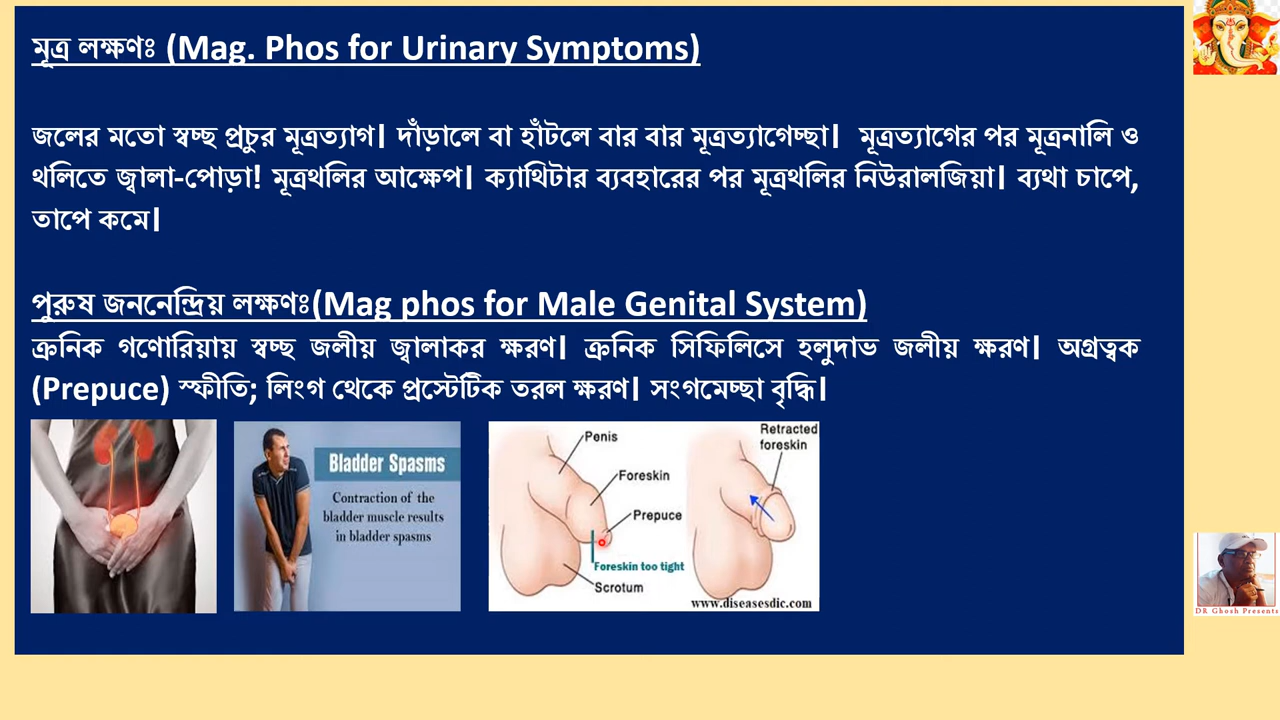 মূত্র লক্ষণঃ (Mag. Phos for Urinary Symptoms)
জলের মতো স্বচ্ছ প্রচুর মূত্রত্যাগ| দাঁড়ালে বা হাঁটলে বার বার মূত্রত্যাগেচ্ছা| মূত্রত্যাগের পর মূত্রনালি ও
থলিতে জ্বালা-পোড়া! মূত্রথলির আক্ষেপ| ক্যাথিটার ব্যবহারের পর মূত্রথলির নিউরালজিয়া| ব্যথা চাপে,
তাপে কমে|
পুরুষ জননেন্দ্রিয় লক্ষণঃ(Mag phos for Male Genital System)
ক্রনিক গণোরিয়ায় স্বচ্ছ জলীয় জ্বালাকর ক্ষরণ| ক্রনিক সিফিলিসে হলুদাভ জলীয় ক্ষরণ| অগ্রত্বক
(Prepuce) স্ফীতি; লিংগ থেকে প্রস্টেটিক তরল ক্ষরণ| সংগমেচ্ছা বৃদ্ধি|
Bladder Spasms
Contraction of the
bladder muscle results
in bladder spasms
Penis
Foreskin
Prepuce
Foreskin too tight
Scrotum
Retracted
foreskin
www.diseasesdic.com
DR Ghosh Presents